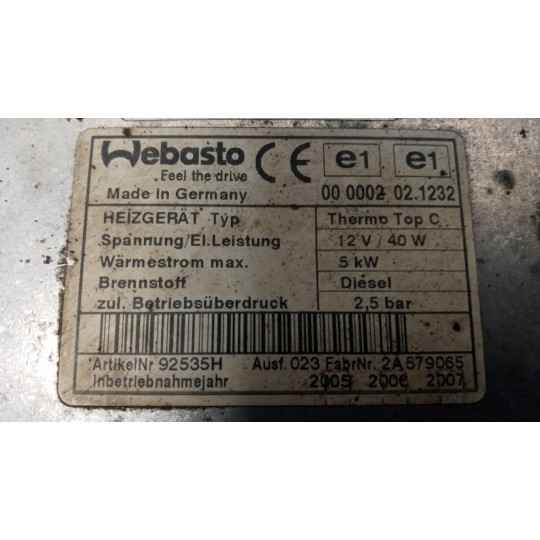 Webasto CE e1 e1
Feel the drive
Made In Germany 00 0002 02.1232
HEIZGERÄT Typ Thermo Top C
Spannung/El.Leistung 12 V / 40 W
Wärmestrom max. 5 kW
Brennstoff Diesel
zul. Betriebsüberdruck 2,5 bar
ArtikelNr 92535H Ausf. 023 FabrNr. 2A579065
Inbetriebnahmejahr 2005 2006 2007